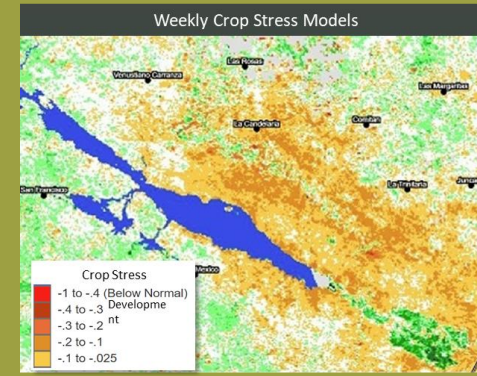 Weekly Crop Stress Models
Las Rosas
Venustiano Carranza
Las Margaritas
La Candelaria
Comitan
San Francisco
La Trinitaria
Mexico
Crop Stress
-1 to -.4 (Below Normal)
-.4 to -.3 Developme
nt
-.3 to -.2
-.2 to -.1
-.1 to -.025